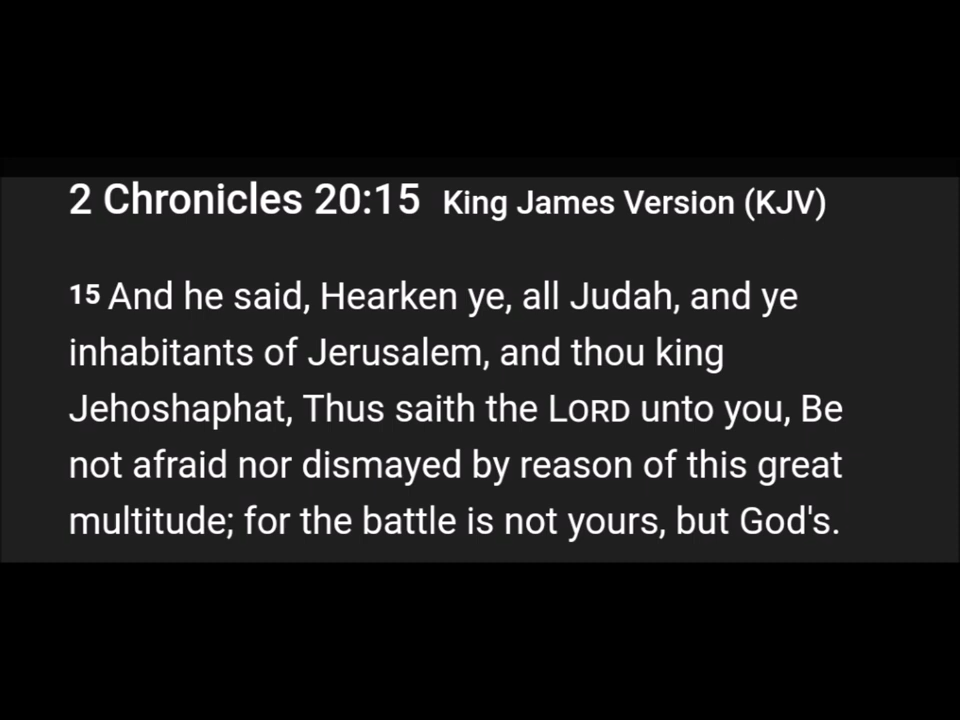 2 Chronicles 20:15 King James Version (KJV)
15 And he said, Hearken ye, all Judah, and ye
inhabitants of Jerusalem, and thou king
Jehoshaphat, Thus saith the LORD unto you, Be
not afraid nor dismayed by reason of this great
multitude; for the battle is not yours, but God's.